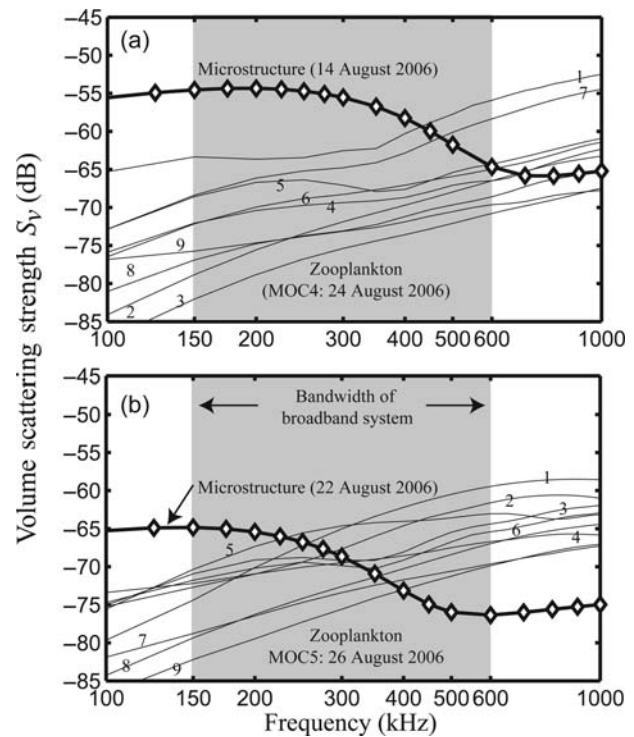 (a)
Microstructure (14 August 2006)
1
7
5
6
4
9
8
2
3
Zooplankton
(MOC4: 24 August 2006)
−45
−50
−55
−60
−65
−70
−75
−80
−85
100 150 200 300 400 500 600 1000
Volume scattering strength Sv (dB)
(b)
Bandwidth of
broadband system
Microstructure (22 August 2006)
1
2
3
5
6
4
7
8
9
Zooplankton
MOC5: 26 August 2006
−45
−50
−55
−60
−65
−70
−75
−80
−85
100 150 200 300 400 500 600 1000
Frequency (kHz)